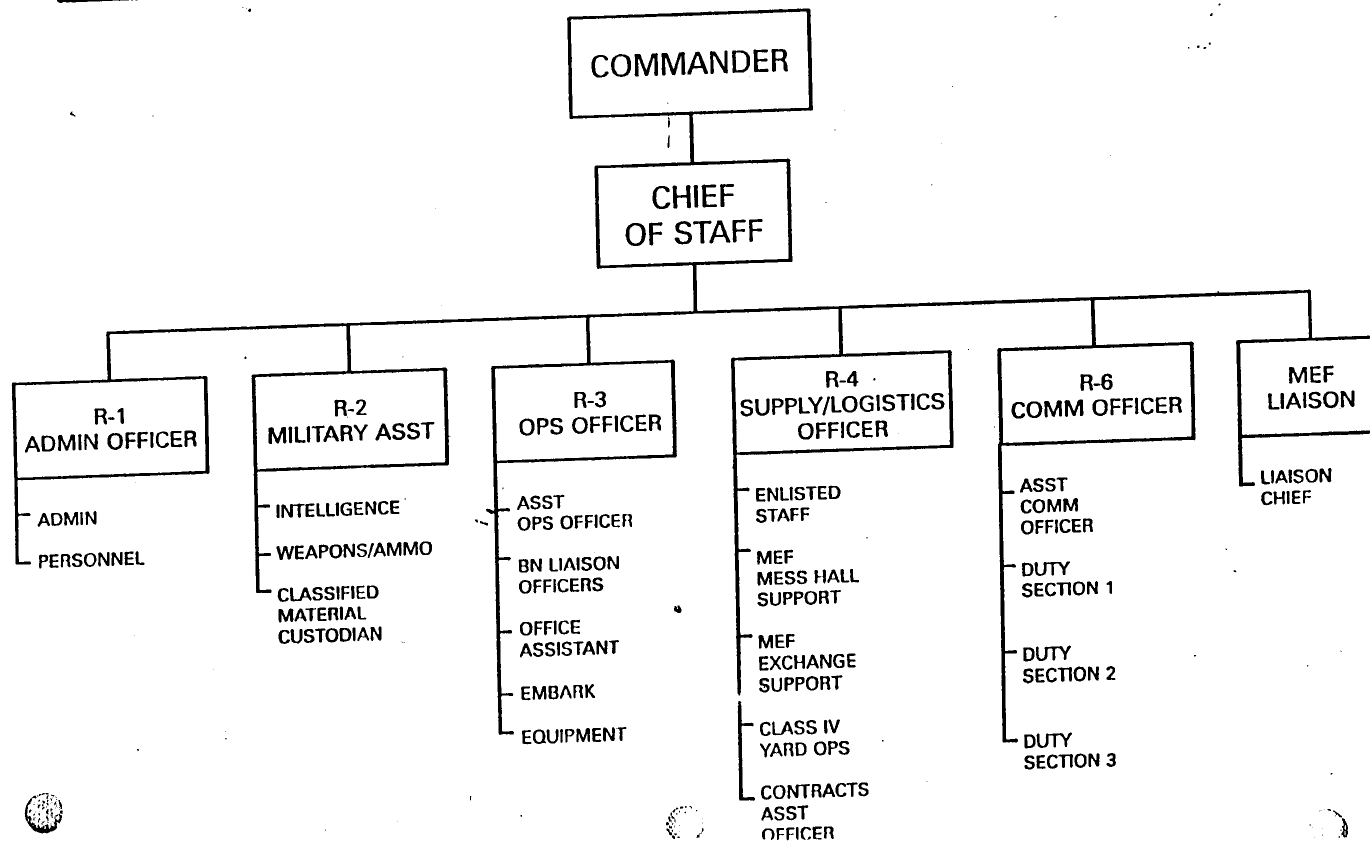 COMMANDER
CHIEF
OF STAFF
R-1
ADMIN OFFICER
ADMIN
PERSONNEL
R-2
MILITARY ASST
INTELLIGENCE
WEAPONS/AMMO
CLASSIFIED
MATERIAL
CUSTODIAN
R-3
OPS OFFICER
ASST
OPS OFFICER
BN LIAISON
OFFICERS
OFFICE
ASSISTANT
EMBARK
EQUIPMENT
R-4
SUPPLY/LOGISTICS
OFFICER
ENLISTED
STAFF
MEF
MESS HALL
SUPPORT
MEF
EXCHANGE
SUPPORT
CLASS IV
YARD OPS
CONTRACTS
ASST
OFFICER
R-6
COMM OFFICER
ASST
COMM
OFFICER
DUTY
SECTION 1
DUTY
SECTION 2
DUTY
SECTION 3
MEF
LIAISON
LIAISON
CHIEF